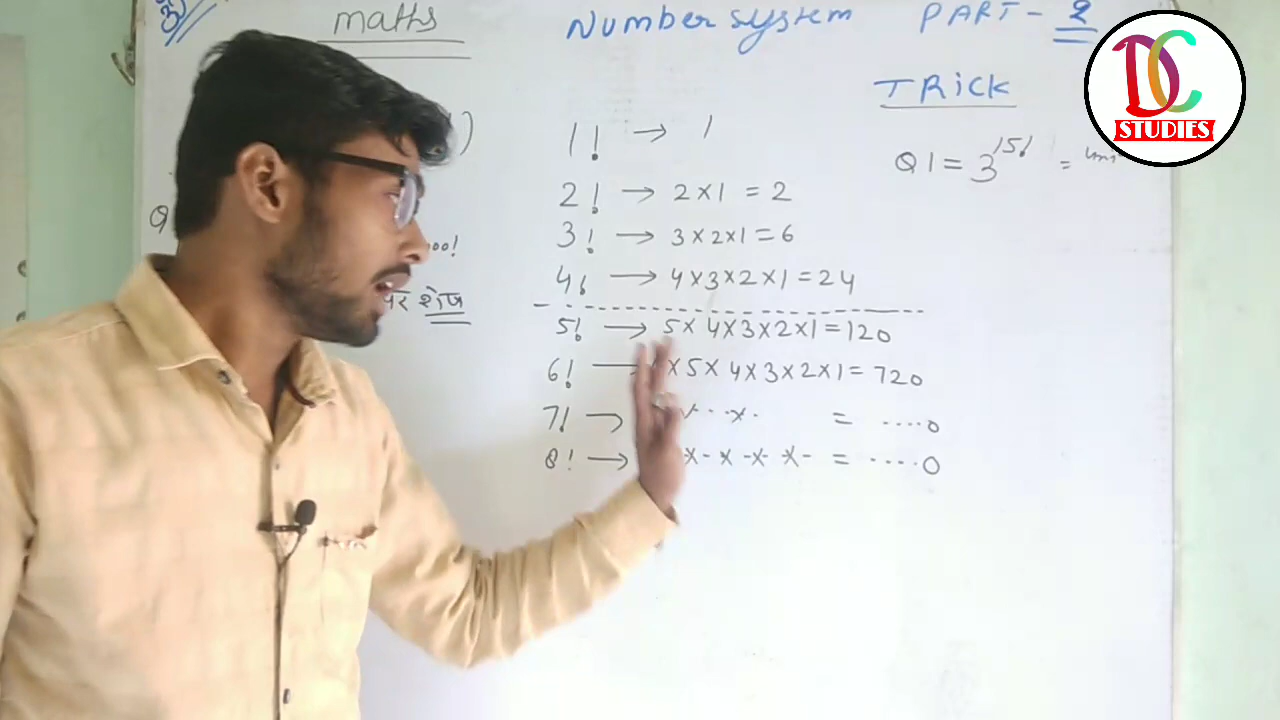 maths
Number system PART - 2
DC
STUDIES
TRICK
Q1 = 3^15! =
1! → 1
2! → 2×1 = 2
3! → 3×2×1 = 6
4! → 4×3×2×1 = 24
5! → 5×4×3×2×1 = 120
6! → ×5×4×3×2×1 = 720
7! → ··×· = ····0
8! → ×·×·×·×· = ····0
पर शेष